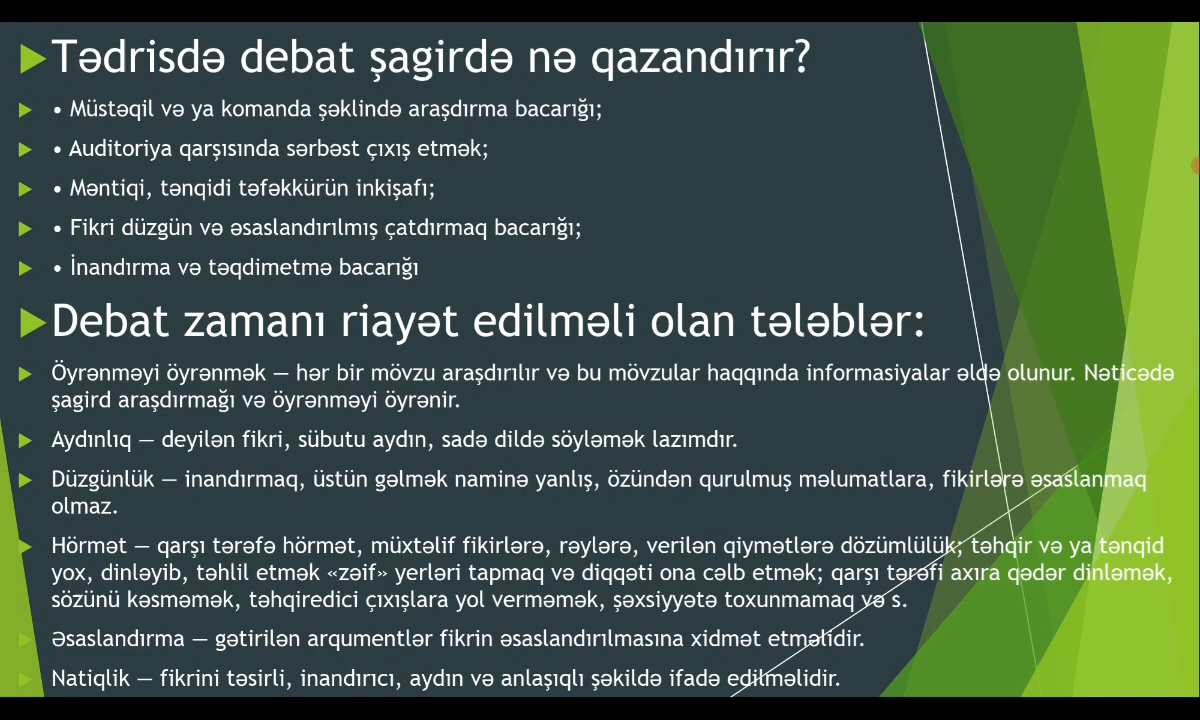 Tədrisdə debat şagirdə nə qazandırır?
• Müstəqil və ya komanda şəklində araşdırma bacarığı;
• Auditoriya qarşısında sərbəst çıxış etmək;
• Məntiqi, tənqidi təfəkkürün inkişafı;
• Fikri düzgün və əsaslandırılmış çatdırmaq bacarığı;
• İnandırma və təqdimetmə bacarığı
Debat zamanı riayət edilməli olan tələblər:
Öyrənməyi öyrənmək — hər bir mövzu araşdırılır və bu mövzular haqqında informasiyalar əldə olunur. Nəticədə
şagird araşdırmağı və öyrənməyi öyrənir.
Aydınlıq — deyilən fikri, sübutu aydın, sadə dildə söyləmək lazımdır.
Düzgünlük — inandırmaq, üstün gəlmək naminə yanlış, özündən qurulmuş məlumatlara, fikirlərə əsaslanmaq
olmaz.
Hörmət — qarşı tərəfə hörmət, müxtəlif fikirlərə, rəylərə, verilən qiymətlərə dözümlülük; təhqir və ya tənqid
yox, dinləyib, təhlil etmək «zəif» yerləri tapmaq və diqqəti ona cəlb etmək; qarşı tərəfi axıra qədər dinləmək,
sözünü kəsməmək, təhqiredici çıxışlara yol verməmək, şəxsiyyətə toxunmamaq və s.
Əsaslandırma — gətirilən arqumentlər fikrin əsaslandırılmasına xidmət etməlidir.
Natiqlik — fikrini təsirli, inandırıcı, aydın və anlaşıqlı şəkildə ifadə edilməlidir.